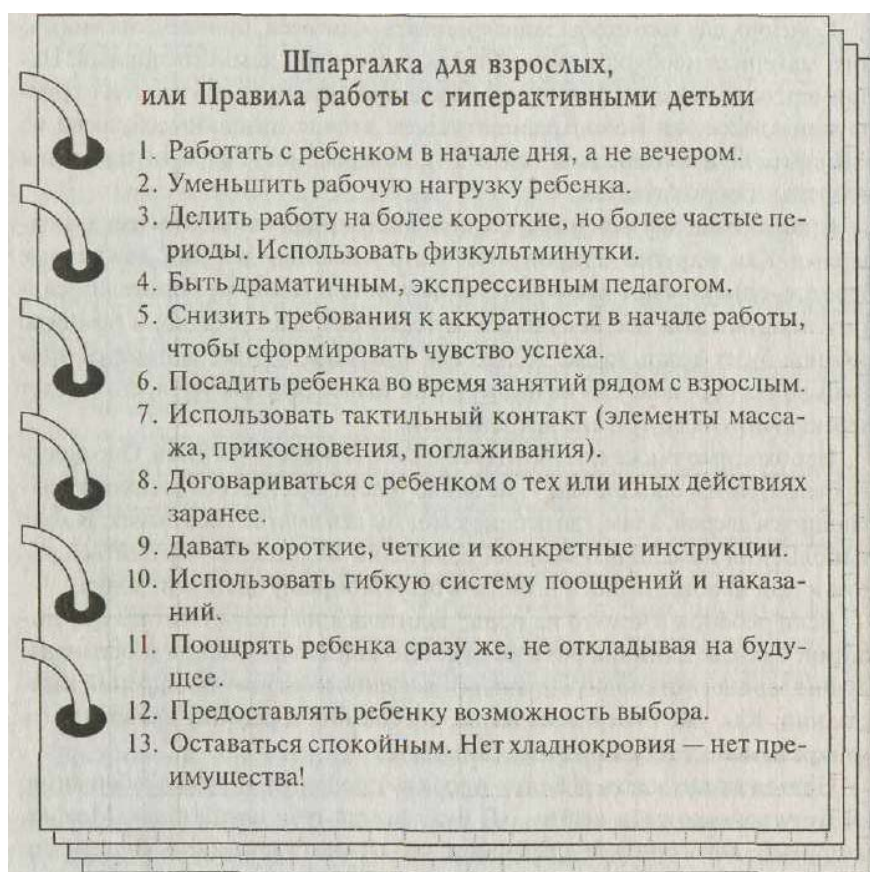 Шпаргалка для взрослых,
или Правила работы с гиперактивными детьми
1. Работать с ребенком в начале дня, а не вечером.
2. Уменьшить рабочую нагрузку ребенка.
3. Делить работу на более короткие, но более частые пе-
риоды. Использовать физкультминутки.
4. Быть драматичным, экспрессивным педагогом.
5. Снизить требования к аккуратности в начале работы,
чтобы сформировать чувство успеха.
6. Посадить ребенка во время занятий рядом с взрослым.
7. Использовать тактильный контакт (элементы масса-
жа, прикосновения, поглаживания).
8. Договариваться с ребенком о тех или иных действиях
заранее.
9. Давать короткие, четкие и конкретные инструкции.
10. Использовать гибкую систему поощрений и наказа-
ний.
11. Поощрять ребенка сразу же, не откладывая на буду-
щее.
12. Предоставлять ребенку возможность выбора.
13. Оставаться спокойным. Нет хладнокровия — нет пре-
имущества!